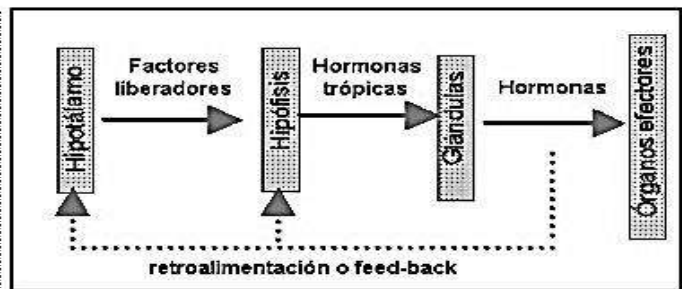 Hipotálamo
Factores
liberadores
Hipófisis
Hormonas
trópicas
Glándulas
Hormonas
Órganos efectores
retroalimentación o feed-back